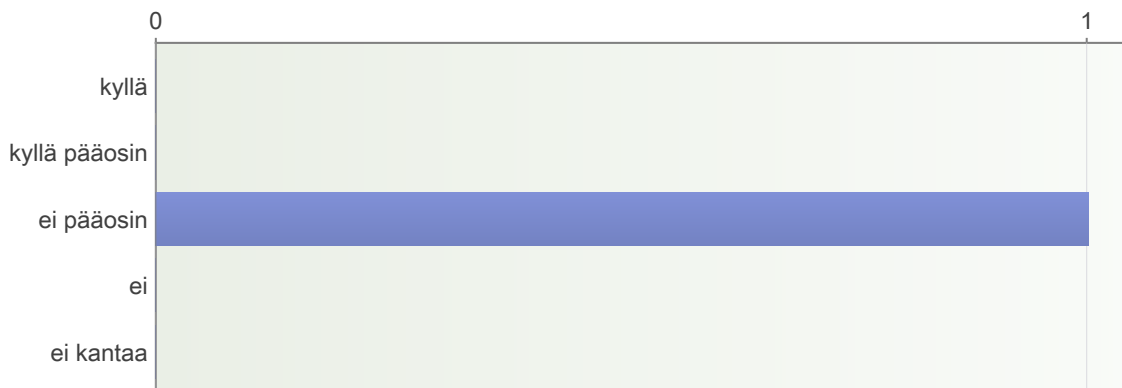 0 1
kyllä
kyllä pääosin
ei pääosin
ei
ei kantaa